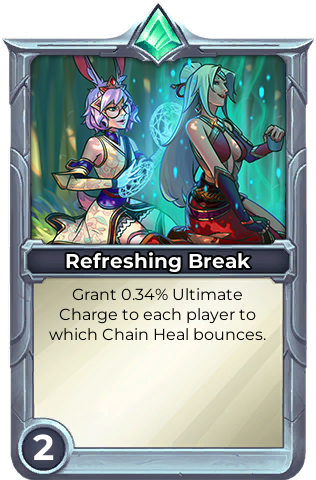 Refreshing Break
Grant 0.34% Ultimate
Charge to each player to
which Chain Heal bounces.
2